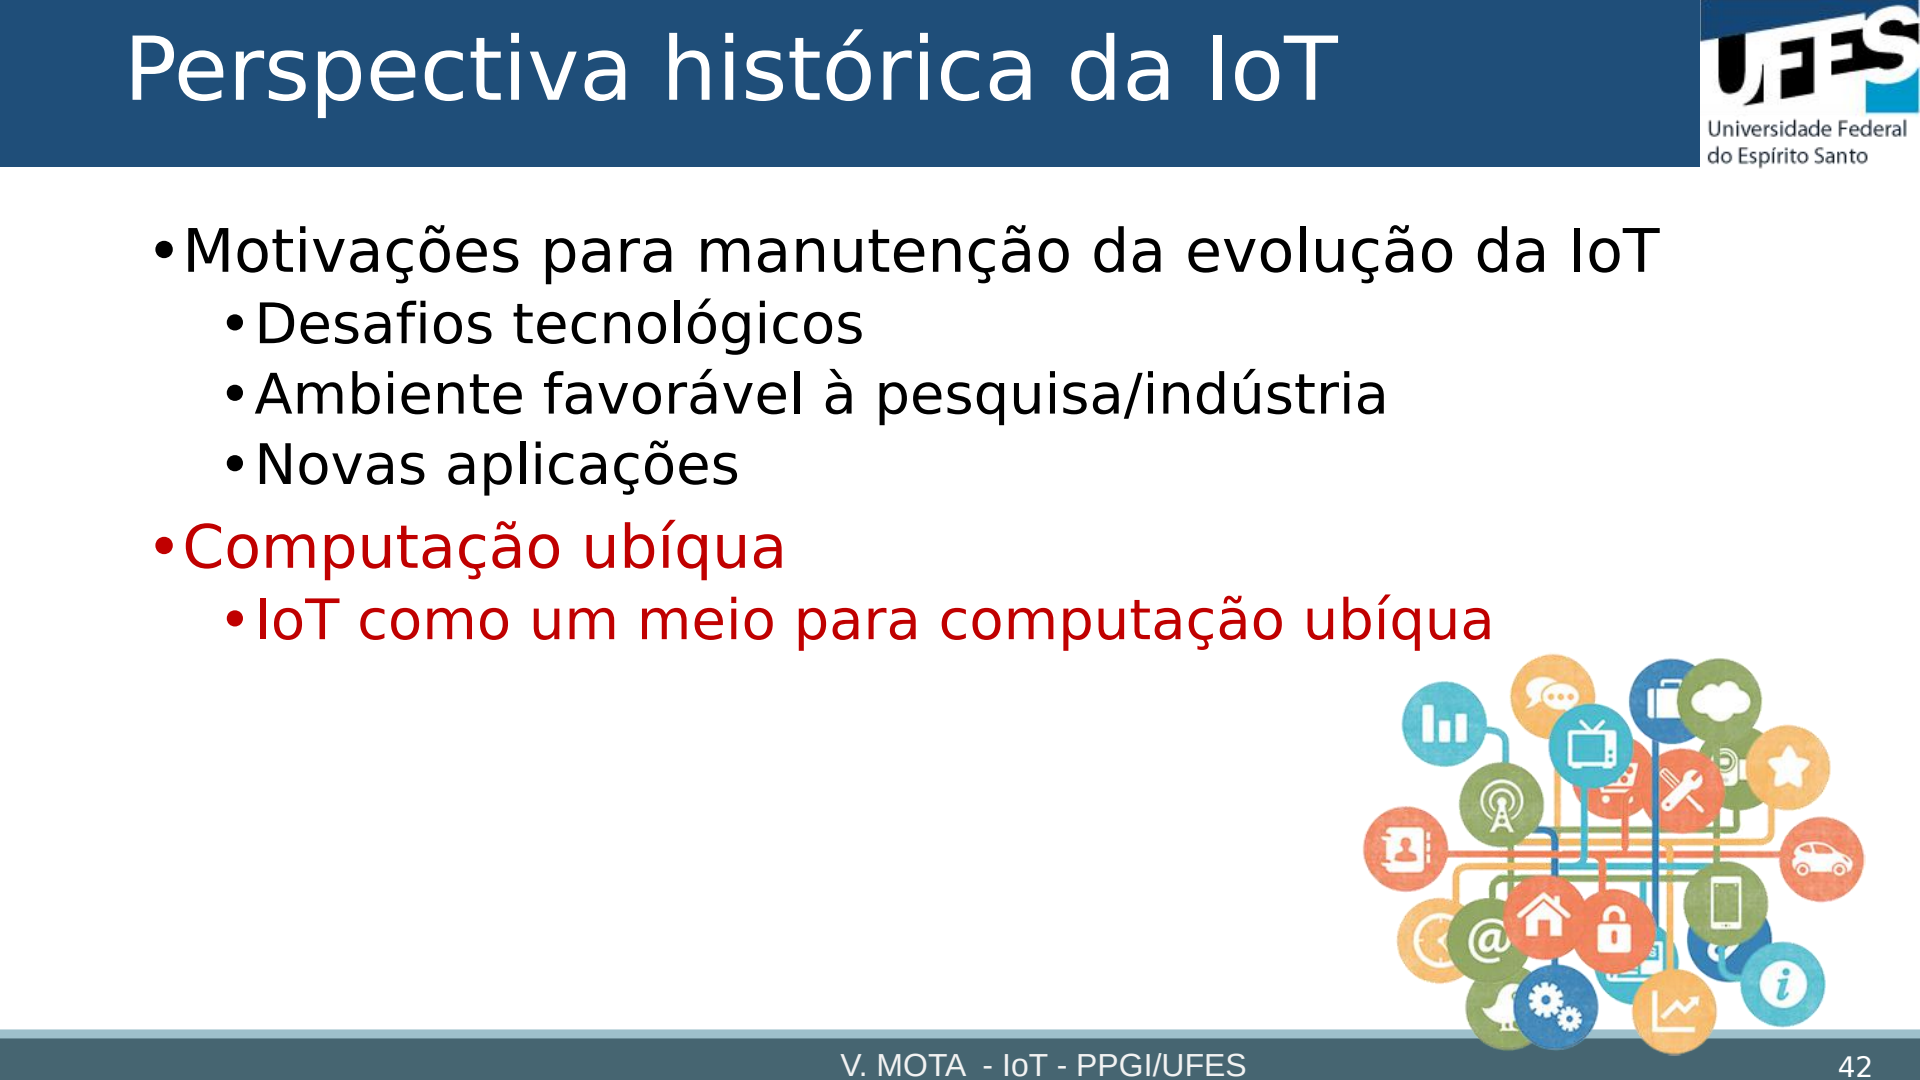 Perspectiva histórica da IoT
UFES
Universidade Federal
do Espírito Santo
•Motivações para manutenção da evolução da IoT
•Desafios tecnológicos
•Ambiente favorável à pesquisa/indústria
•Novas aplicações
•Computação ubíqua
•IoT como um meio para computação ubíqua
@
i
V. MOTA - IoT - PPGI/UFES
42